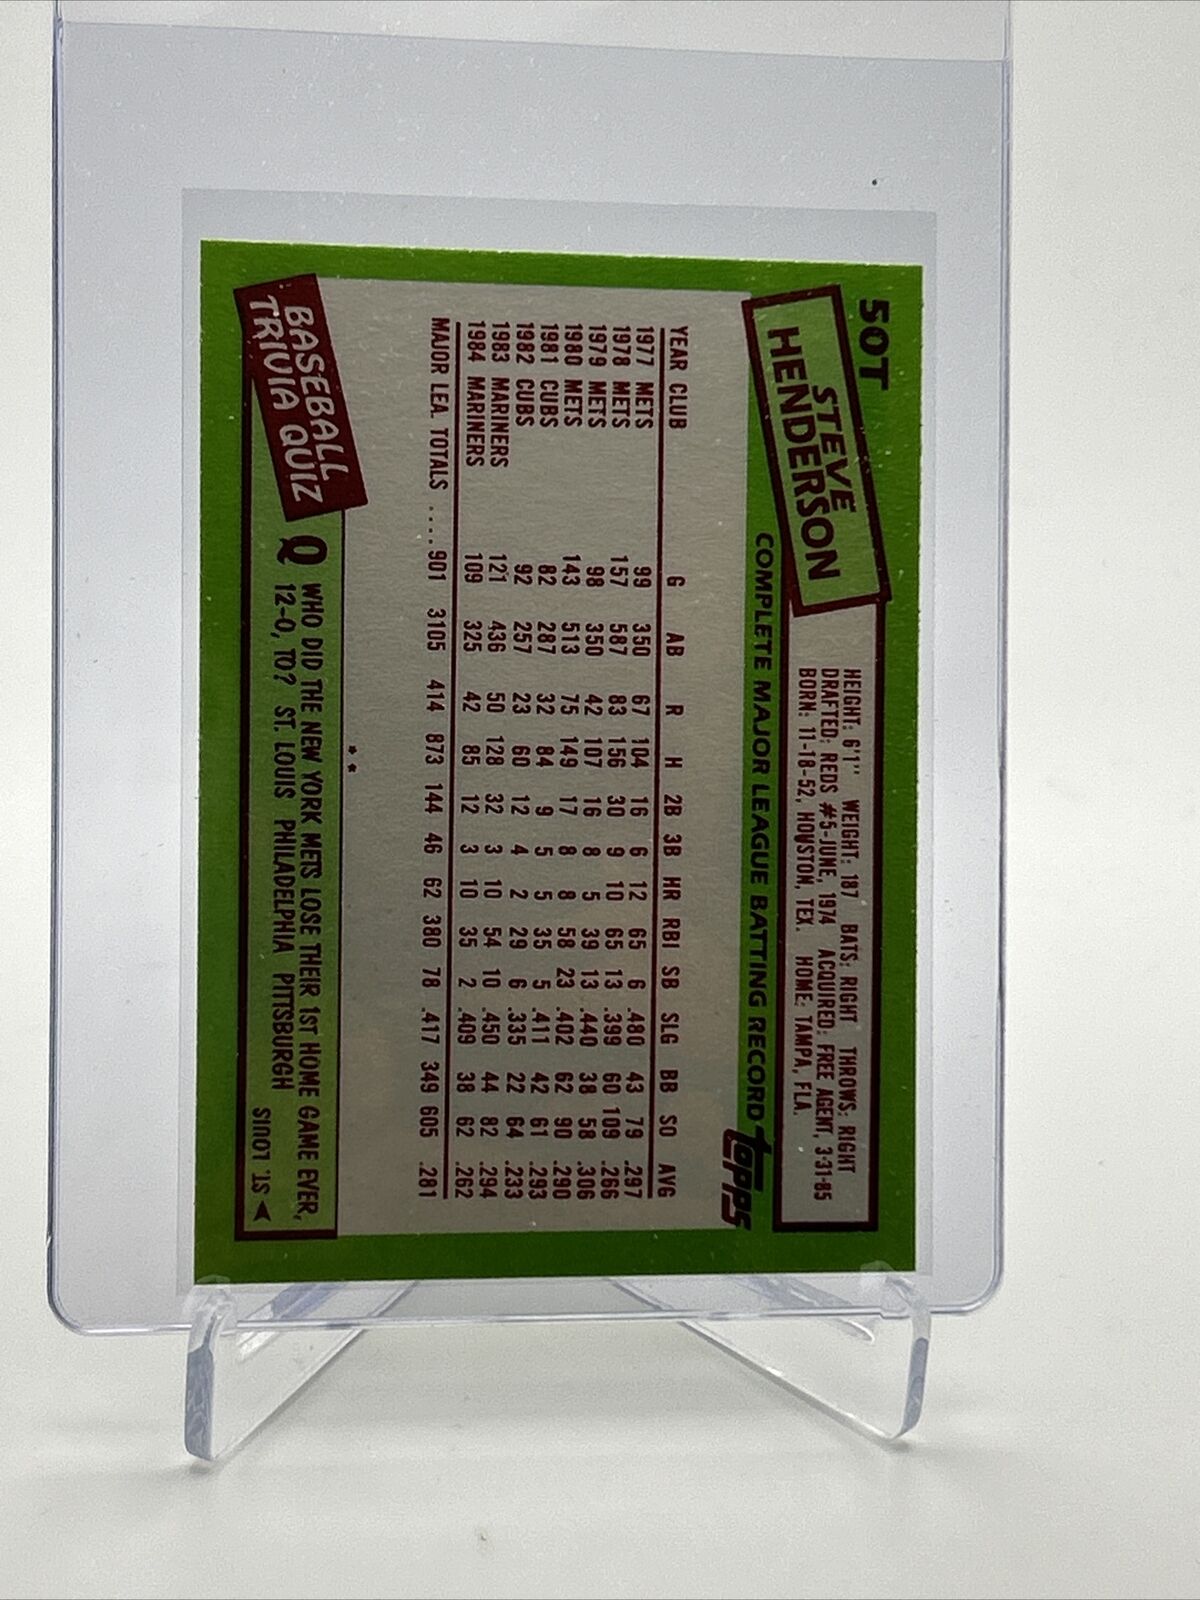 50T
STEVE
HENDERSON
HEIGHT: 6'1" WEIGHT: 187 BATS: RIGHT THROWS: RIGHT
DRAFTED: REDS #5-JUNE, 1974 ACQUIRED: FREE AGENT, 3-31-85
BORN: 11-18-52, HOUSTON, TEX. HOME: TAMPA, FLA.
COMPLETE MAJOR LEAGUE BATTING RECORD
topps
YEAR CLUB G AB R H 2B 3B HR RBI SB SLG BB SO AVG
1977 METS 99 350 67 104 16 6 12 65 6 .480 43 79 .297
1978 METS 157 587 83 156 30 9 10 65 13 .399 60 109 .266
1979 METS 98 350 42 107 16 8 5 39 13 .440 38 58 .306
1980 METS 143 513 75 149 17 8 8 58 23 .402 62 90 .290
1981 CUBS 82 287 32 84 9 5 5 35 5 .411 42 61 .293
1982 CUBS 92 257 23 60 12 4 2 29 6 .335 22 64 .233
1983 MARINERS 121 436 50 128 32 3 10 54 10 .450 44 82 .294
1984 MARINERS 109 325 42 85 12 3 10 35 2 .409 38 62 .262
MAJOR LEA. TOTALS ....901 3105 414 873 144 46 62 380 78 .417 349 605 .281
**
BASEBALL
TRIVIA QUIZ
Q WHO DID THE NEW YORK METS LOSE THEIR 1ST HOME GAME EVER,
12-0, TO? ST. LOUIS PHILADELPHIA PITTSBURGH
ST. LOUIS